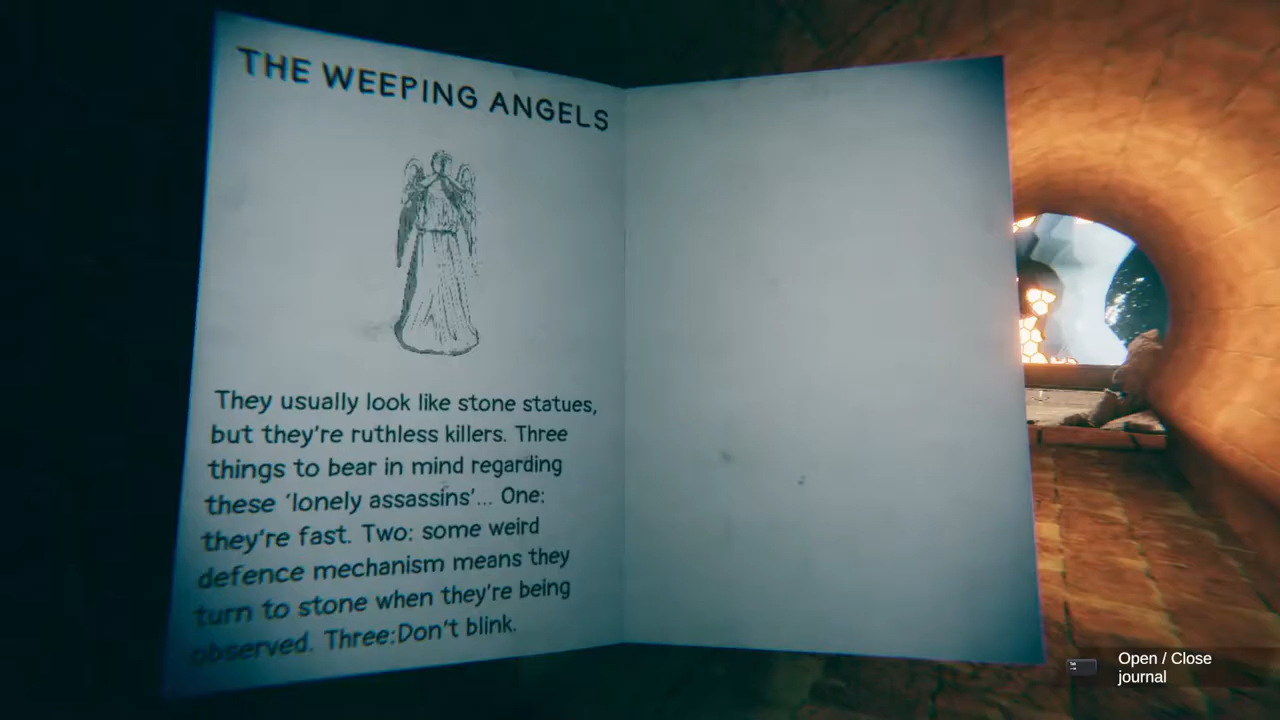 THE WEEPING ANGELS
They usually look like stone statues,
but they're ruthless killers. Three
things to bear in mind regarding
these 'lonely assassins'... One:
they're fast. Two: some weird
defence mechanism means they
turn to stone when they're being
observed. Three:Don't blink.
Open / Close
journal